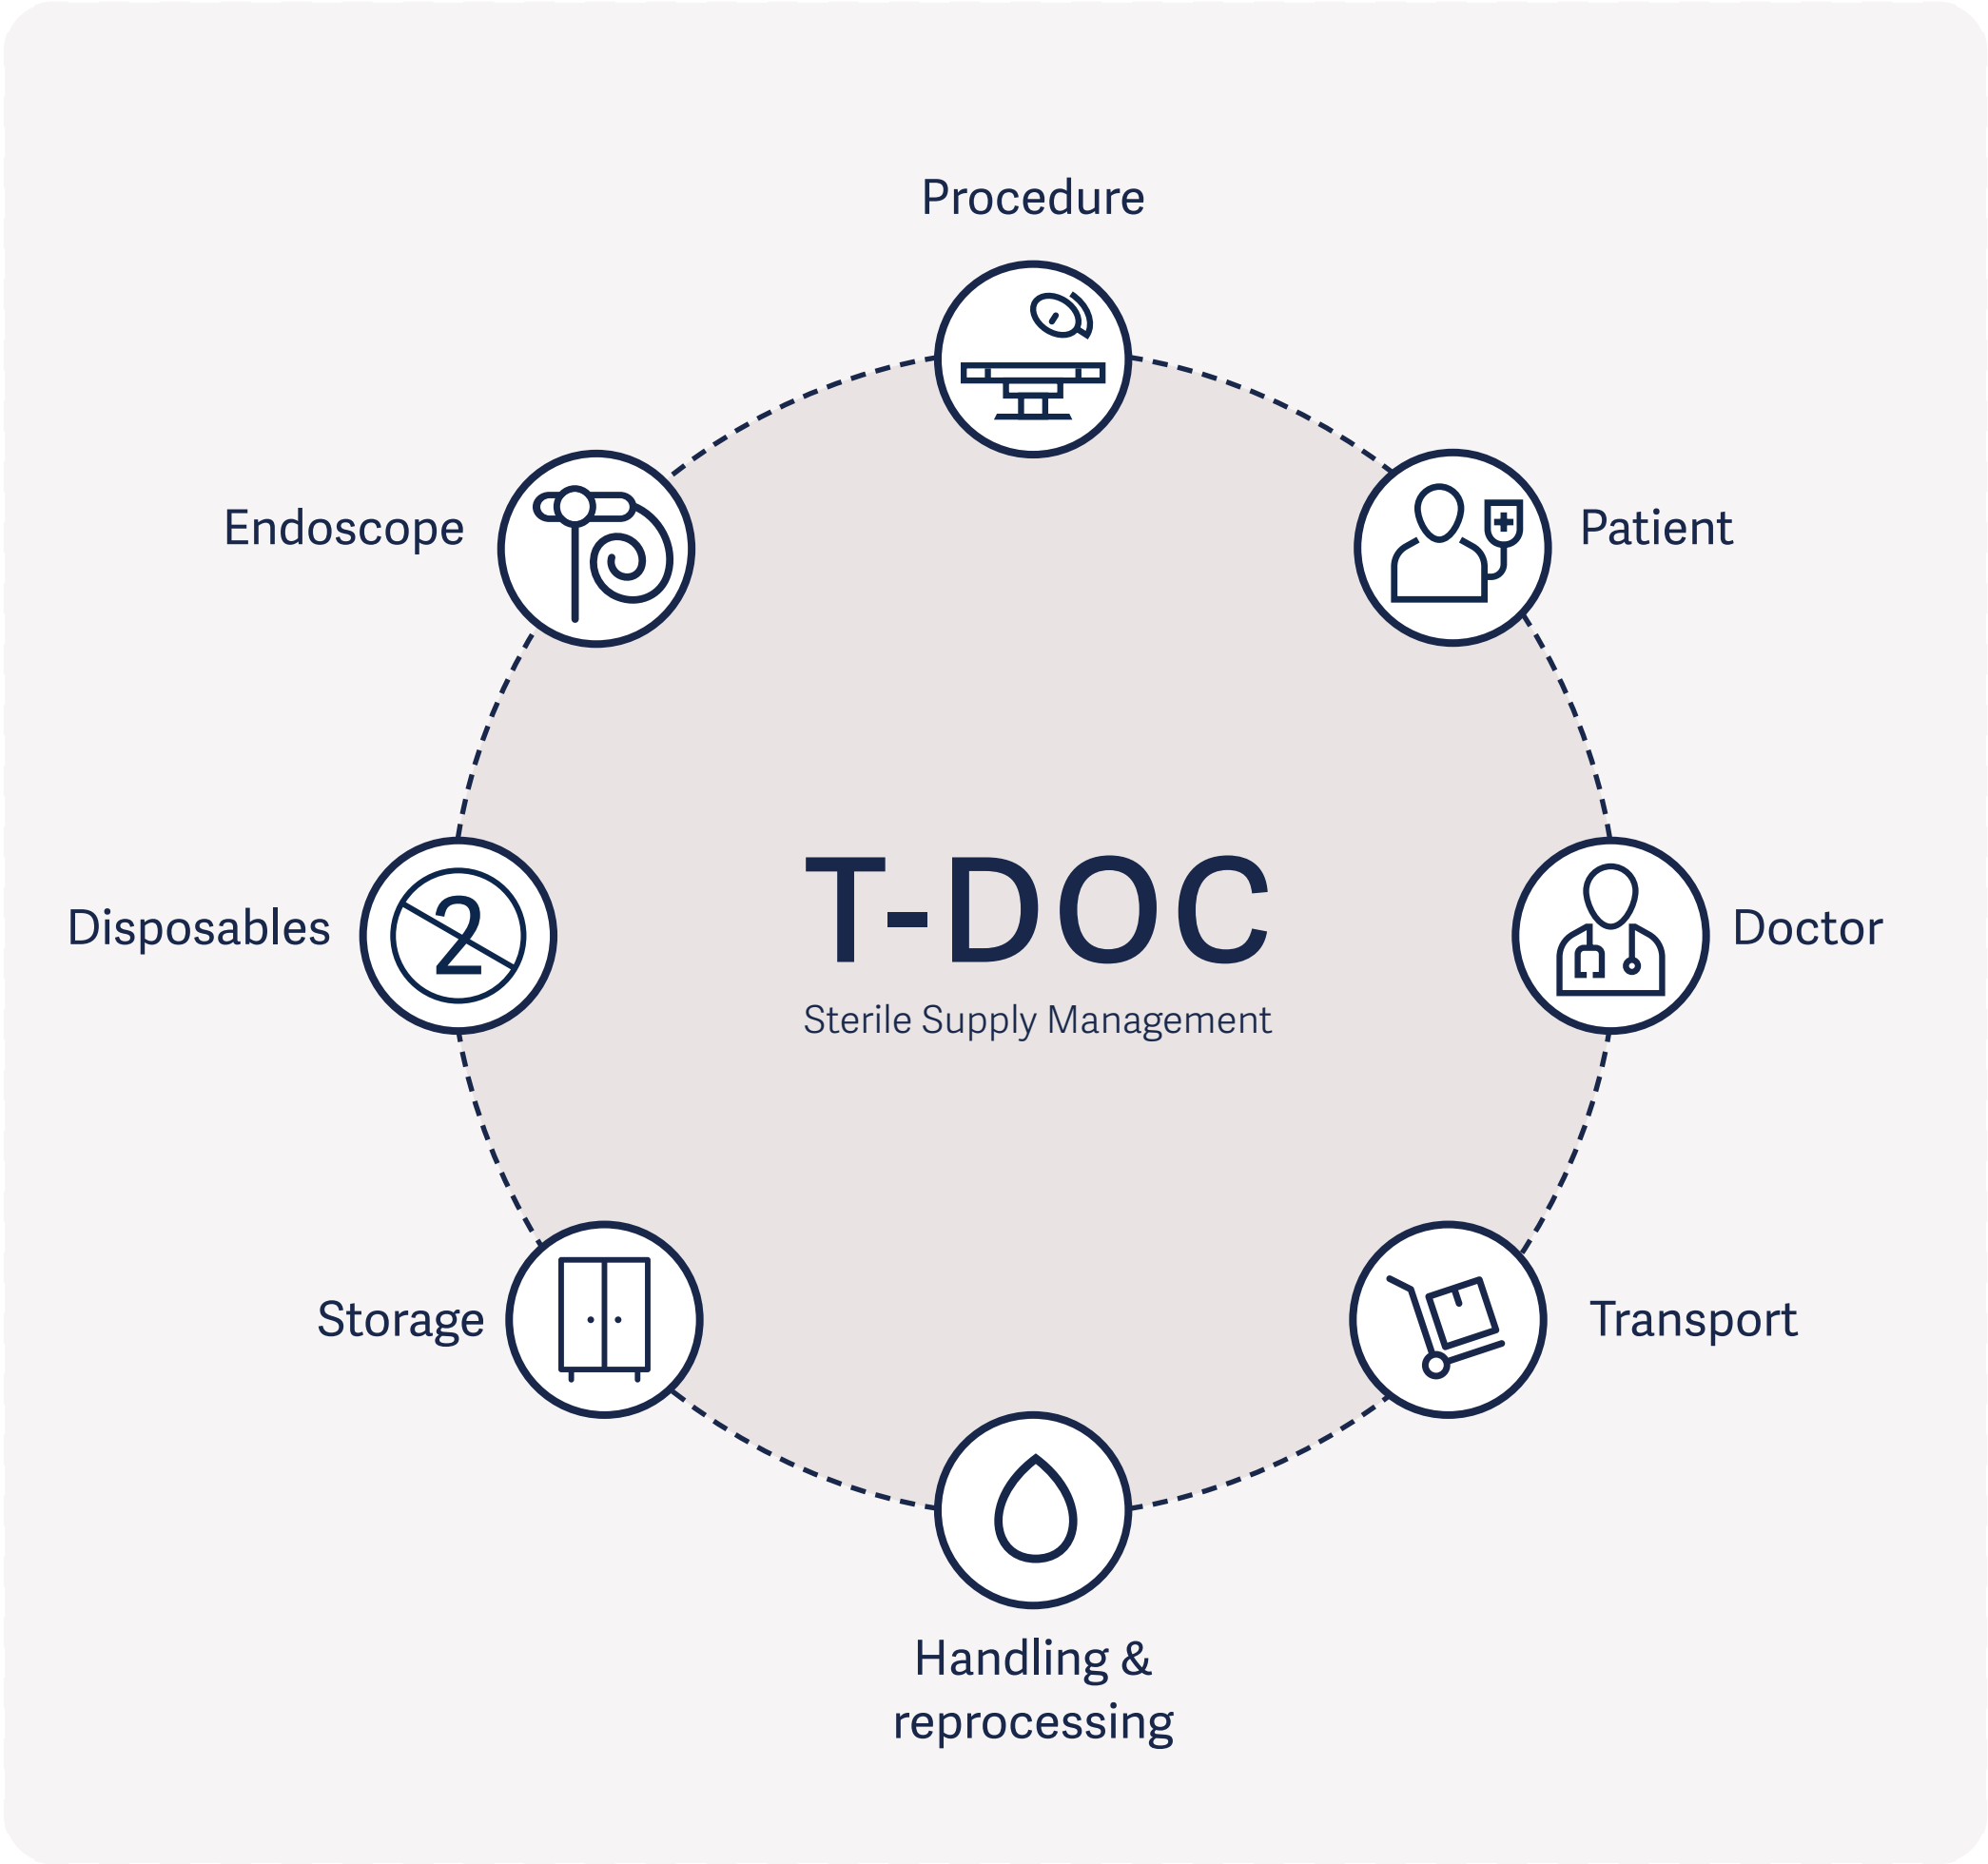 Procedure
Endoscope
Patient
Disposables
2
T-DOC
Sterile Supply Management
Doctor
Storage
Transport
Handling &
reprocessing